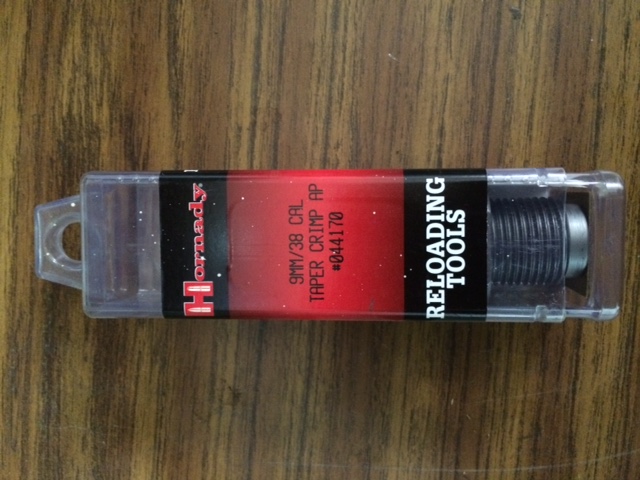 Hornady
9MM/38 CAL
TAPER CRIMP AP
#044170
RELOADING
TOOLS